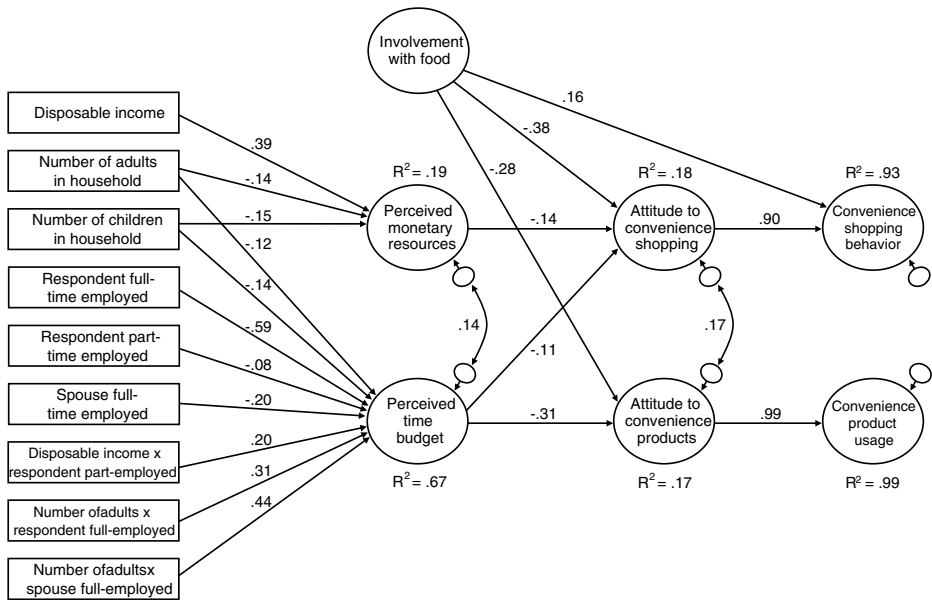 Involvement
with food
Disposable income
Number of adults
in household
Number of children
in household
Respondent full-
time employed
Respondent part-
time employed
Spouse full-
time employed
Disposable income x
respondent part-employed
Number ofadults x
respondent full-employed
Number ofadultsx
spouse full-employed
.39
-.14
-.15
-.12
-.14
-.59
-.08
-.20
.20
.31
.44
R² = .19
Perceived
monetary
resources
.14
Perceived
time
budget
R² = .67
.16
-.38
-.28
-.14
-.11
-.31
R² = .18
Attitude to
convenience
shopping
.17
Attitude to
convenience
products
R² = .17
.90
.99
R² = .93
Convenience
shopping
behavior
Convenience
product
usage
R² = .99